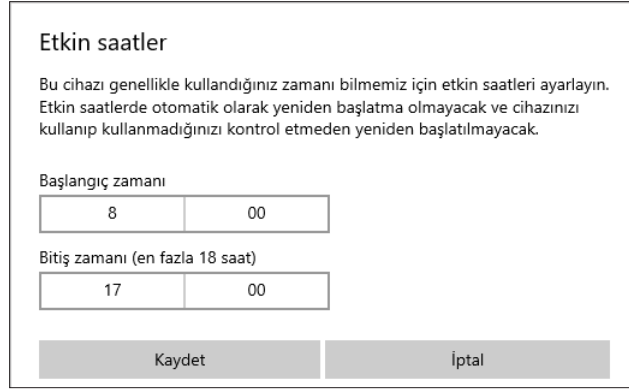 Etkin saatler
Bu cihazı genellikle kullandığınız zamanı bilmemiz için etkin saatleri ayarlayın.
Etkin saatlerde otomatik olarak yeniden başlatma olmayacak ve cihazınızı
kullanıp kullanmadığınızı kontrol etmeden yeniden başlatılmayacak.
Başlangıç zamanı
8 00
Bitiş zamanı (en fazla 18 saat)
17 00
Kaydet İptal